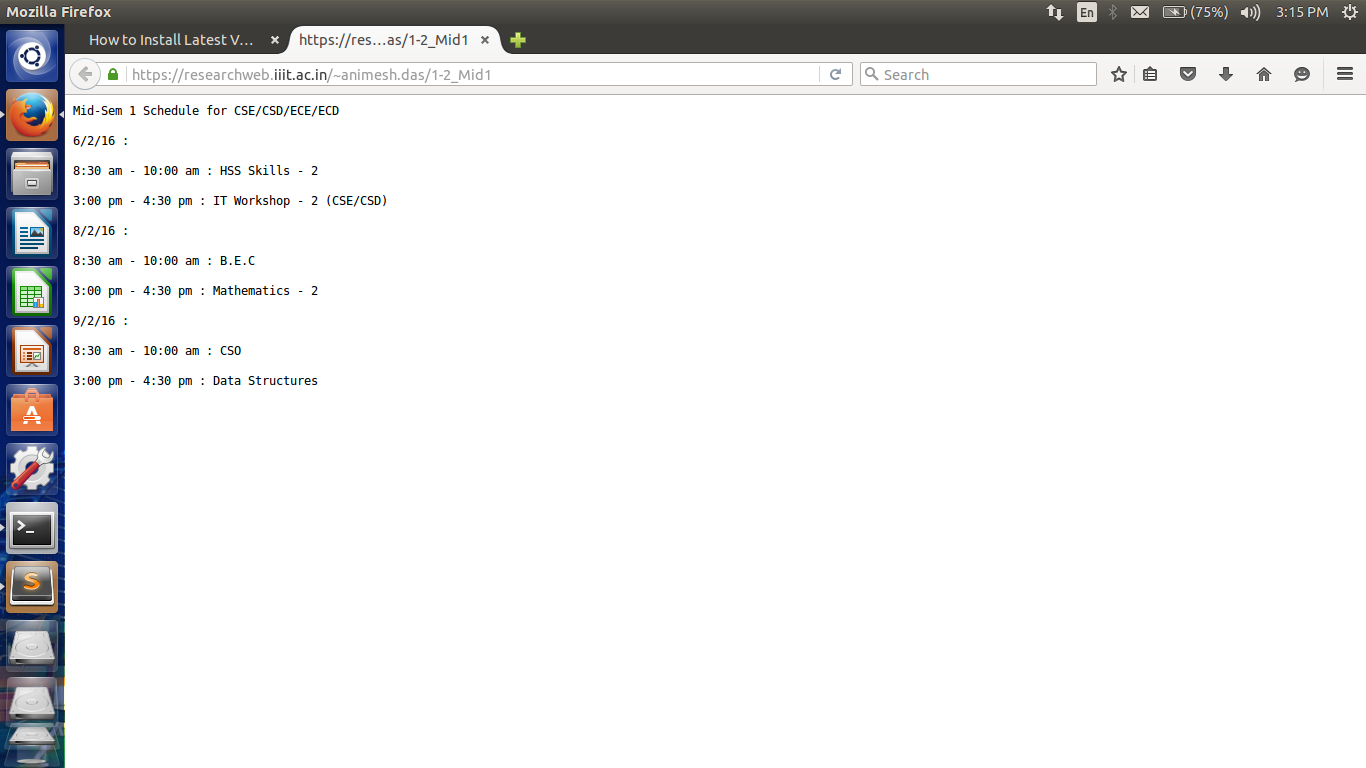 Mozilla Firefox
En
(75%)
3:15 PM
How to Install Latest V...
https://res...as/1-2_Mid1
https://researchweb.iiit.ac.in/~animesh.das/1-2_Mid1
Search
Mid-Sem 1 Schedule for CSE/CSD/ECE/ECD
6/2/16 :
8:30 am - 10:00 am : HSS Skills - 2
3:00 pm - 4:30 pm : IT Workshop - 2 (CSE/CSD)
8/2/16 :
8:30 am - 10:00 am : B.E.C
3:00 pm - 4:30 pm : Mathematics - 2
9/2/16 :
8:30 am - 10:00 am : CSO
3:00 pm - 4:30 pm : Data Structures